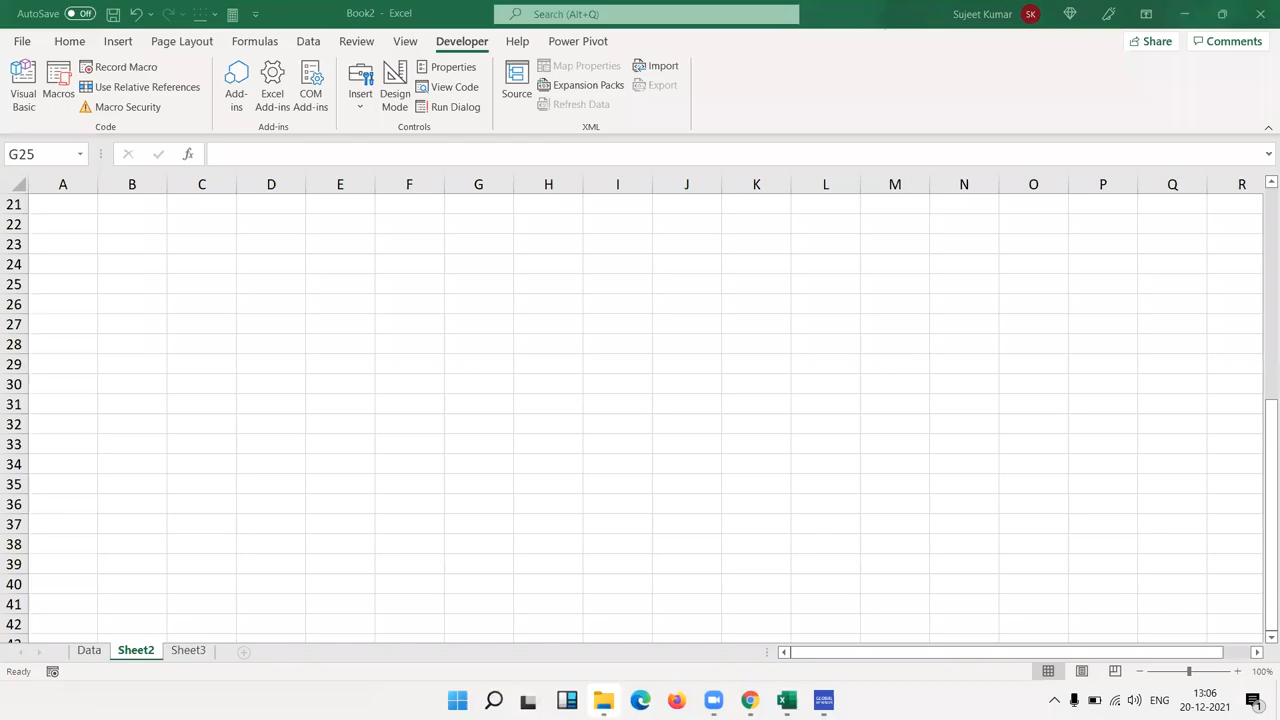 AutoSave Off Book2 - Excel Search (Alt+Q) Sujeet Kumar SK
File Home Insert Page Layout Formulas Data Review View Developer Help Power Pivot Share Comments
Visual Basic
Macros
Record Macro
Use Relative References
Macro Security
Code
Add-ins
Excel Add-ins
COM Add-ins
Add-ins
Insert
Design Mode
Properties
View Code
Run Dialog
Controls
Source
Map Properties
Expansion Packs
Refresh Data
Import
Export
XML
G25 fx
A B C D E F G H I J K L M N O P Q R
21
22
23
24
25
26
27
28
29
30
31
32
33
34
35
36
37
38
39
40
41
42
Data Sheet2 Sheet3
Ready 100%
ENG 13:06
20-12-2021
1